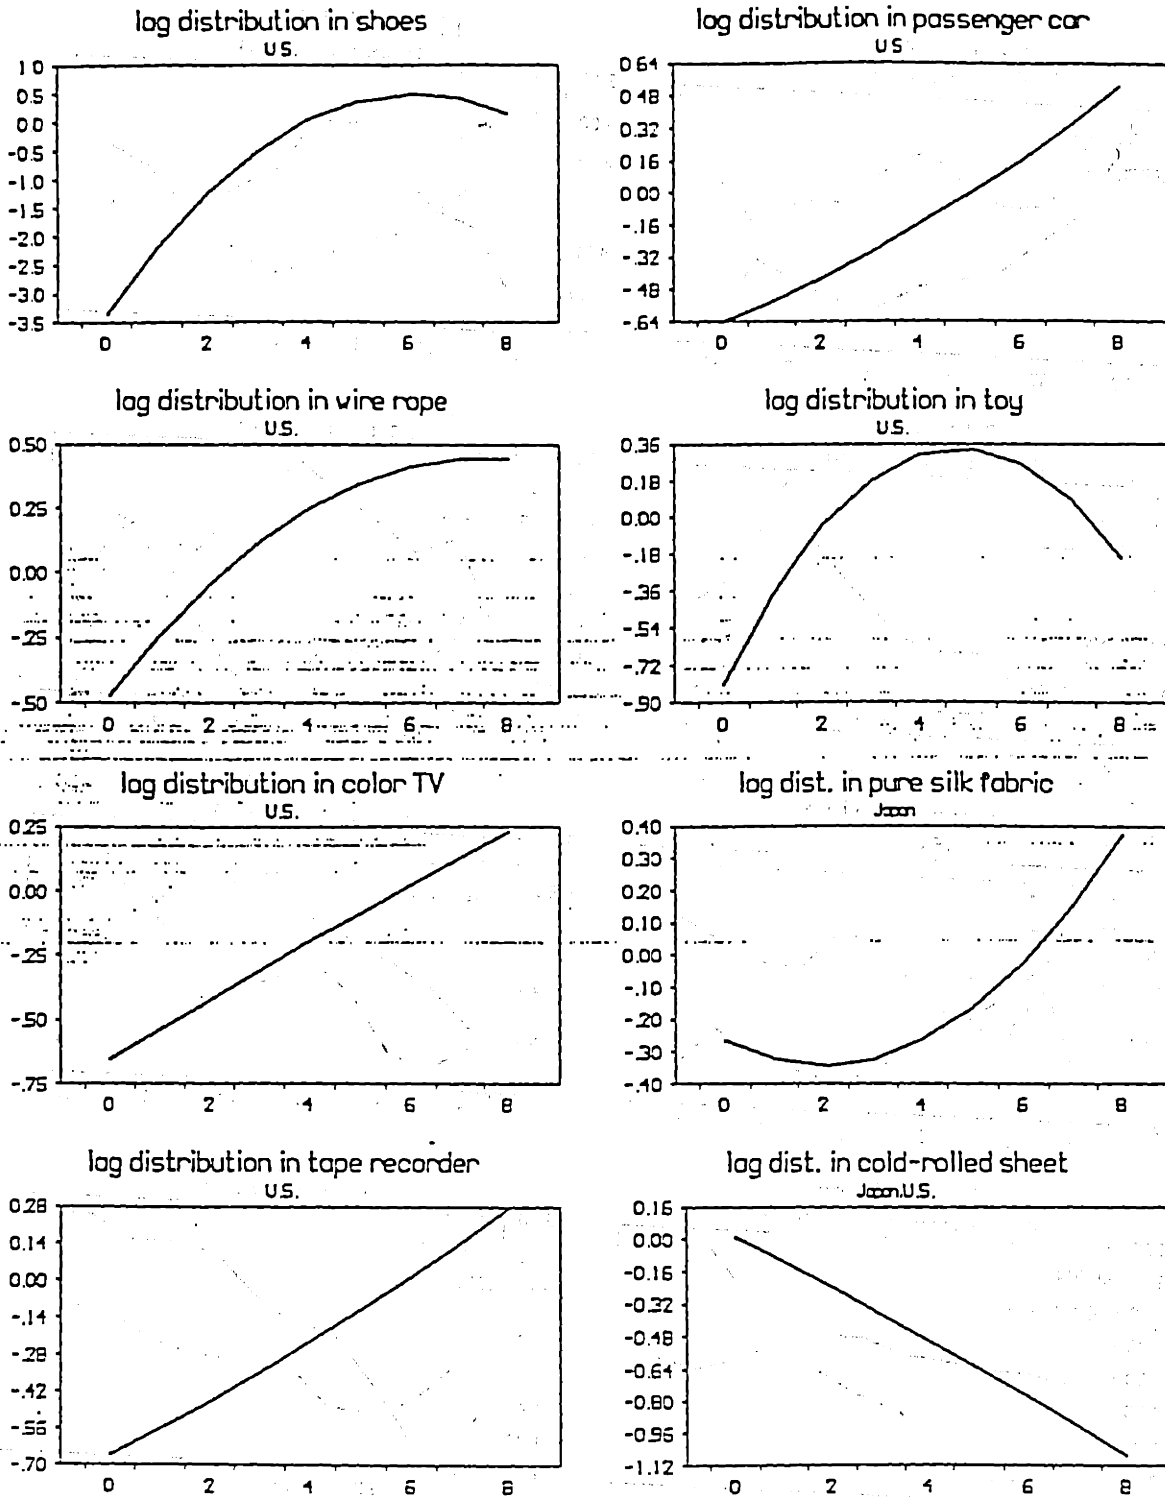 lag distribution in shoes
U.S.
1.0
0.5
0.0
-0.5
-1.0
-1.5
-2.0
-2.5
-3.0
-3.5
0 2 4 6 8
lag distribution in passenger car
U.S
0.64
0.48
0.32
0.16
0.00
-.16
-.32
-.48
-.64
0 2 4 6 8
lag distribution in wire rope
U.S.
0.50
0.25
0.00
-.25
-.50
0 2 4 6 8
lag distribution in toy
U.S.
0.36
0.18
0.00
-.18
-.36
-.54
-.72
-.90
0 2 4 6 8
lag distribution in color TV
U.S.
0.25
0.00
-.25
-.50
-.75
0 2 4 6 8
lag dist. in pure silk fabric
Japan
0.40
0.30
0.20
0.10
0.00
-.10
-.20
-.30
-.40
0 2 4 6 8
lag distribution in tape recorder
U.S.
0.28
0.14
0.00
-.14
-.28
-.42
-.56
-.70
0 2 4 6 8
lag dist. in cold-rolled sheet
Japan.U.S.
0.16
0.00
-0.16
-0.32
-0.48
-0.64
-0.80
-0.96
-1.12
0 2 4 6 8